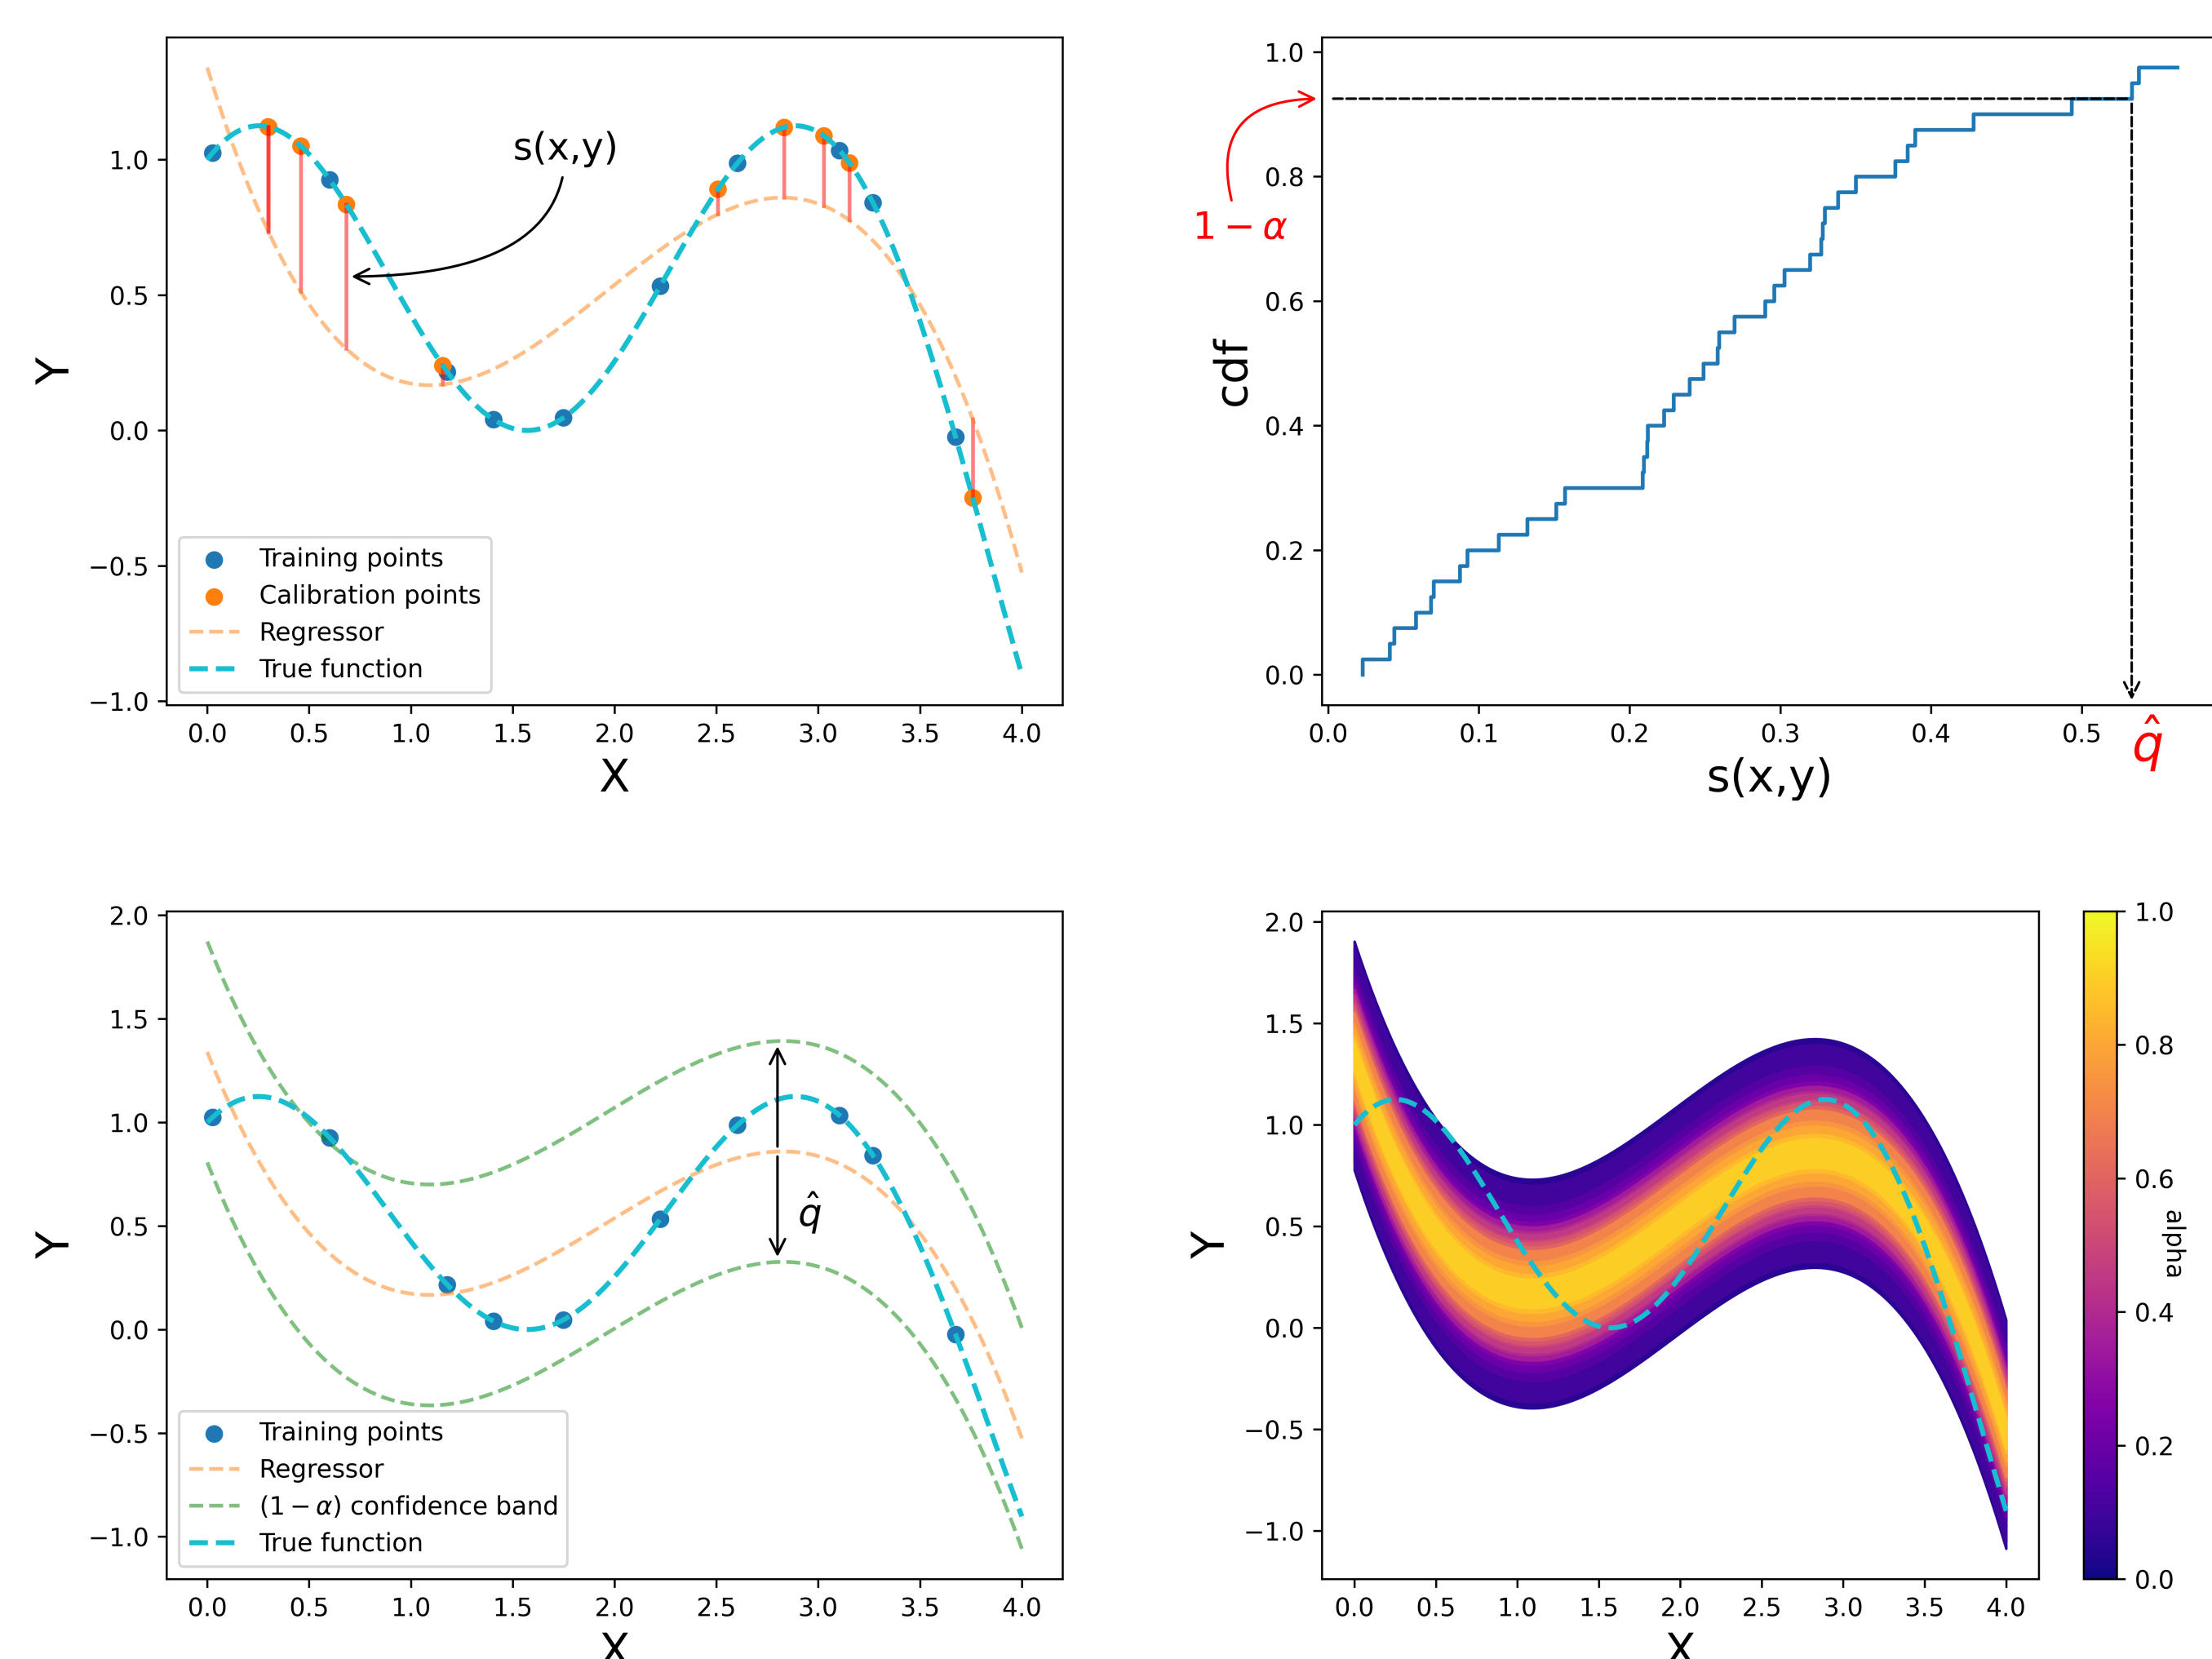 1.0
0.5
0.0
−0.5
−1.0
Y
s(x,y)
Training points
Calibration points
Regressor
True function
0.0 0.5 1.0 1.5 2.0 2.5 3.0 3.5 4.0
X
1.0
0.8
0.6
0.4
0.2
0.0
cdf
1 − α
0.0 0.1 0.2 0.3 0.4 0.5
q̂
s(x,y)
2.0
1.5
1.0
0.5
0.0
−0.5
−1.0
Y
q̂
Training points
Regressor
(1 − α) confidence band
True function
0.0 0.5 1.0 1.5 2.0 2.5 3.0 3.5 4.0
X
2.0
1.5
1.0
0.5
0.0
−0.5
−1.0
Y
0.0 0.5 1.0 1.5 2.0 2.5 3.0 3.5 4.0
X
1.0
0.8
0.6
0.4
0.2
0.0
alpha